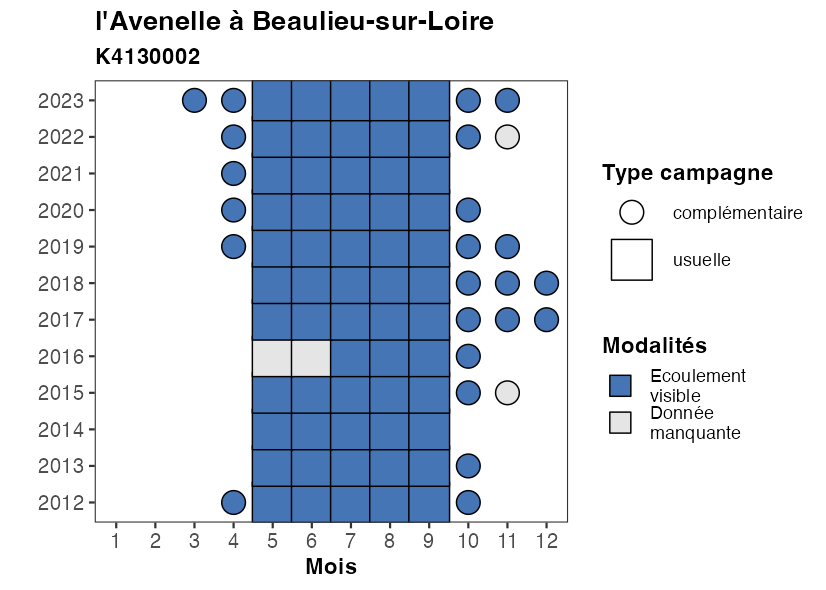 l'Avenelle à Beaulieu-sur-Loire
K4130002
2023
2022
2021
2020
2019
2018
2017
2016
2015
2014
2013
2012
1 2 3 4 5 6 7 8 9 10 11 12
Mois
Type campagne
complémentaire
usuelle
Modalités
Ecoulement
visible
Donnée
manquante